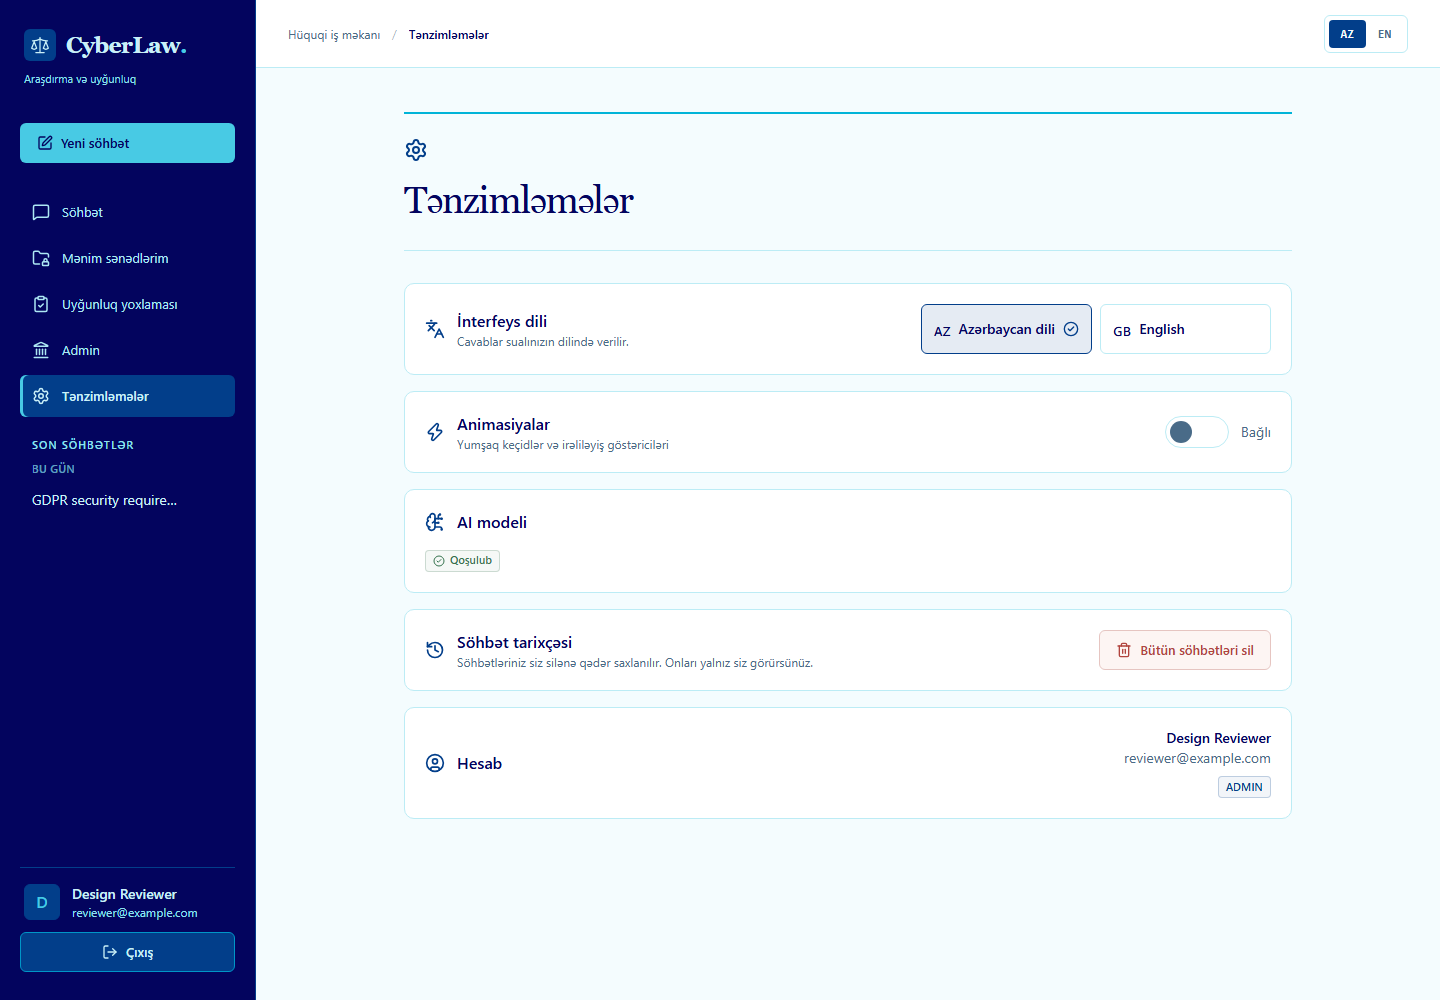 CyberLaw.
Araşdırma və uyğunluq
Yeni söhbət
Söhbət
Mənim sənədlərim
Uyğunluq yoxlaması
Admin
Tənzimləmələr
SON SÖHBƏTLƏR
BU GÜN
GDPR security require...
Design Reviewer
D
reviewer@example.com
Çıxış
Hüquqi iş məkanı / Tənzimləmələr
AZ EN
Tənzimləmələr
İnterfeys dili
Cavablar sualınızın dilində verilir.
AZ Azərbaycan dili
GB English
Animasiyalar
Yumşaq keçidlər və irəliləyiş göstəriciləri
Bağlı
AI modeli
Qoşulub
Söhbət tarixçəsi
Söhbətləriniz siz silənə qədər saxlanılır. Onları yalnız siz görürsünüz.
Bütün söhbətləri sil
Hesab
Design Reviewer
reviewer@example.com
ADMIN